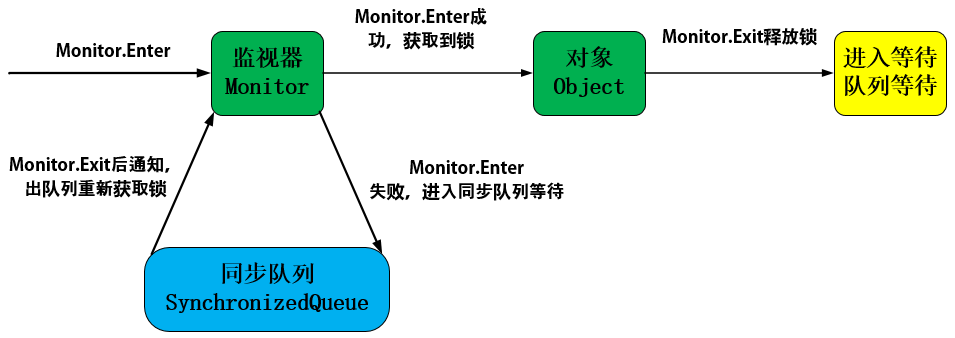 Monitor.Enter
监视器
Monitor
Monitor.Enter成
功，获取到锁
对象
Object
Monitor.Exit释放锁
进入等待
队列等待
Monitor.Exit后通知，
出队列重新获取锁
Monitor.Enter
失败，进入同步队列等待
同步队列
SynchronizedQueue